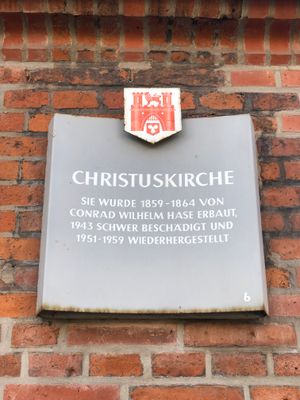 CHRISTUSKIRCHE
SIE WURDE 1859-1864 VON
CONRAD WILHELM HASE ERBAUT,
1943 SCHWER BESCHÄDIGT UND
1951-1959 WIEDERHERGESTELLT
6